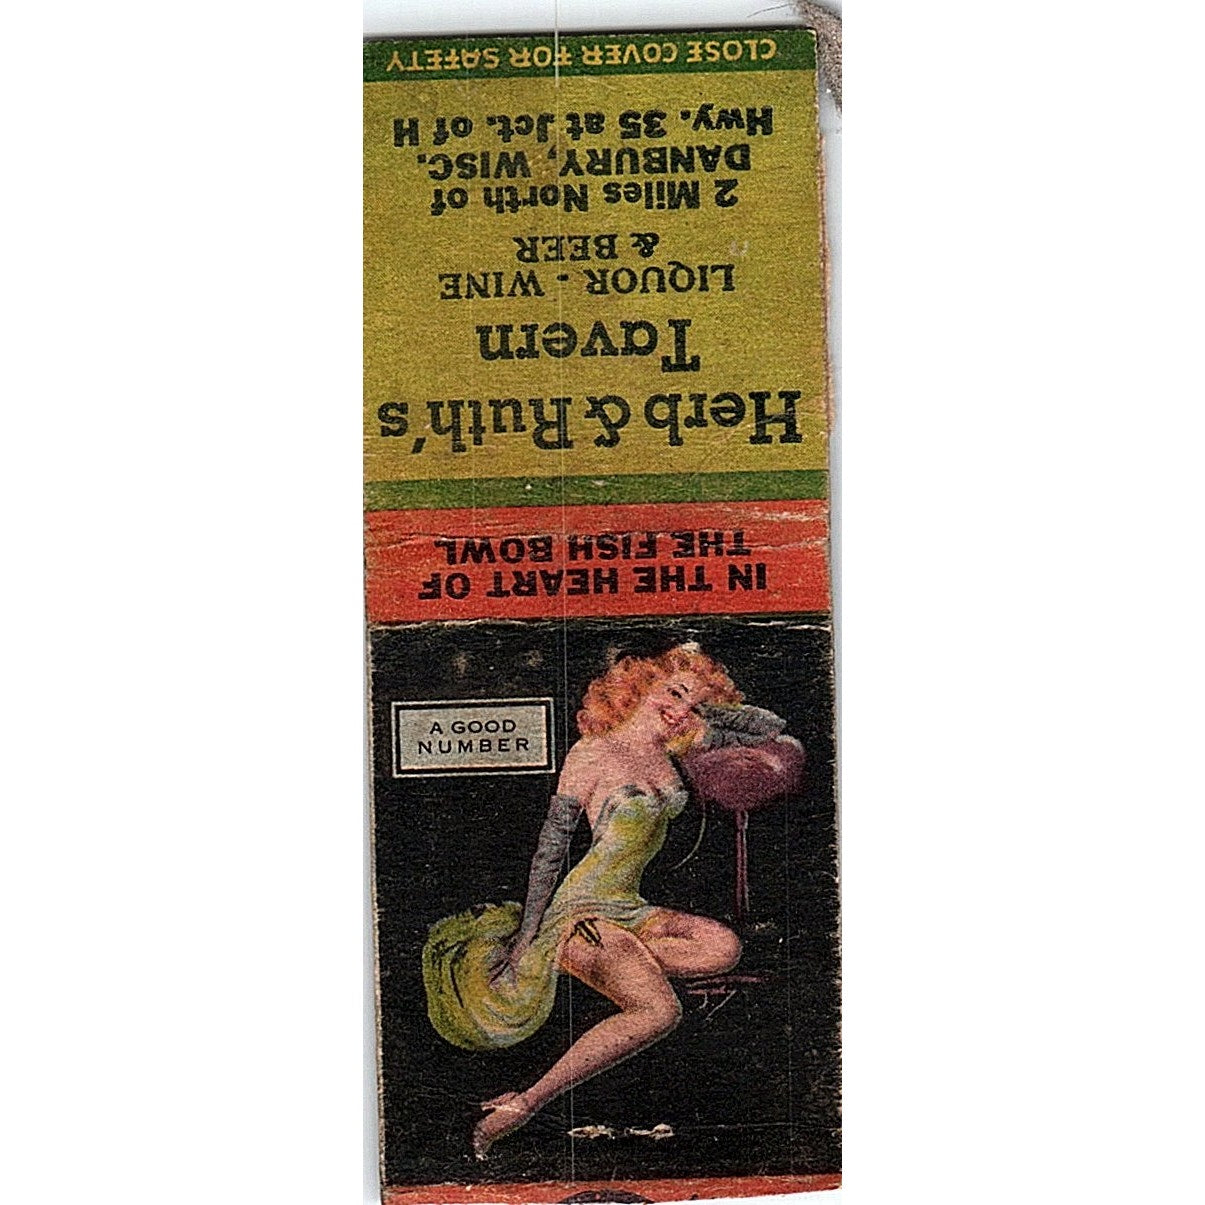 Herb & Ruth's
Tavern
LIQUOR - WINE
& BEER
2 Miles North of
DANBURY, WISC.
Hwy. 35 at Jct. of H
CLOSE COVER FOR SAFETY
IN THE HEART OF
THE FISH BOWL
A GOOD
NUMBER